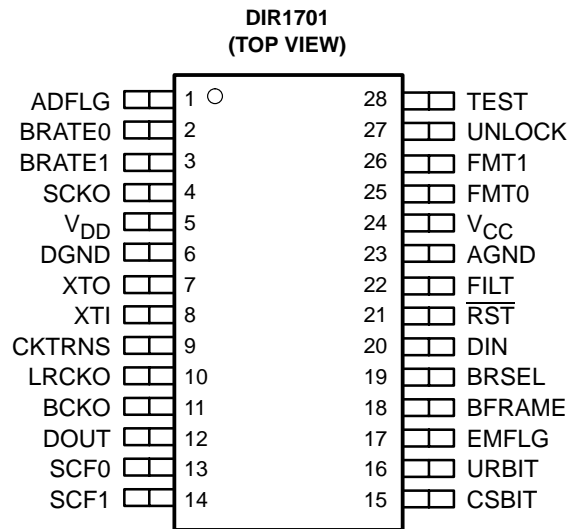 DIR1701
(TOP VIEW)
ADFLG 1 28 TEST
BRATE0 2 27 UNLOCK
BRATE1 3 26 FMT1
SCKO 4 25 FMT0
VDD 5 24 VCC
DGND 6 23 AGND
XTO 7 22 FILT
XTI 8 21 R̅S̅T̅
CKTRNS 9 20 DIN
LRCKO 10 19 BRSEL
BCKO 11 18 BFRAME
DOUT 12 17 EMFLG
SCF0 13 16 URBIT
SCF1 14 15 CSBIT